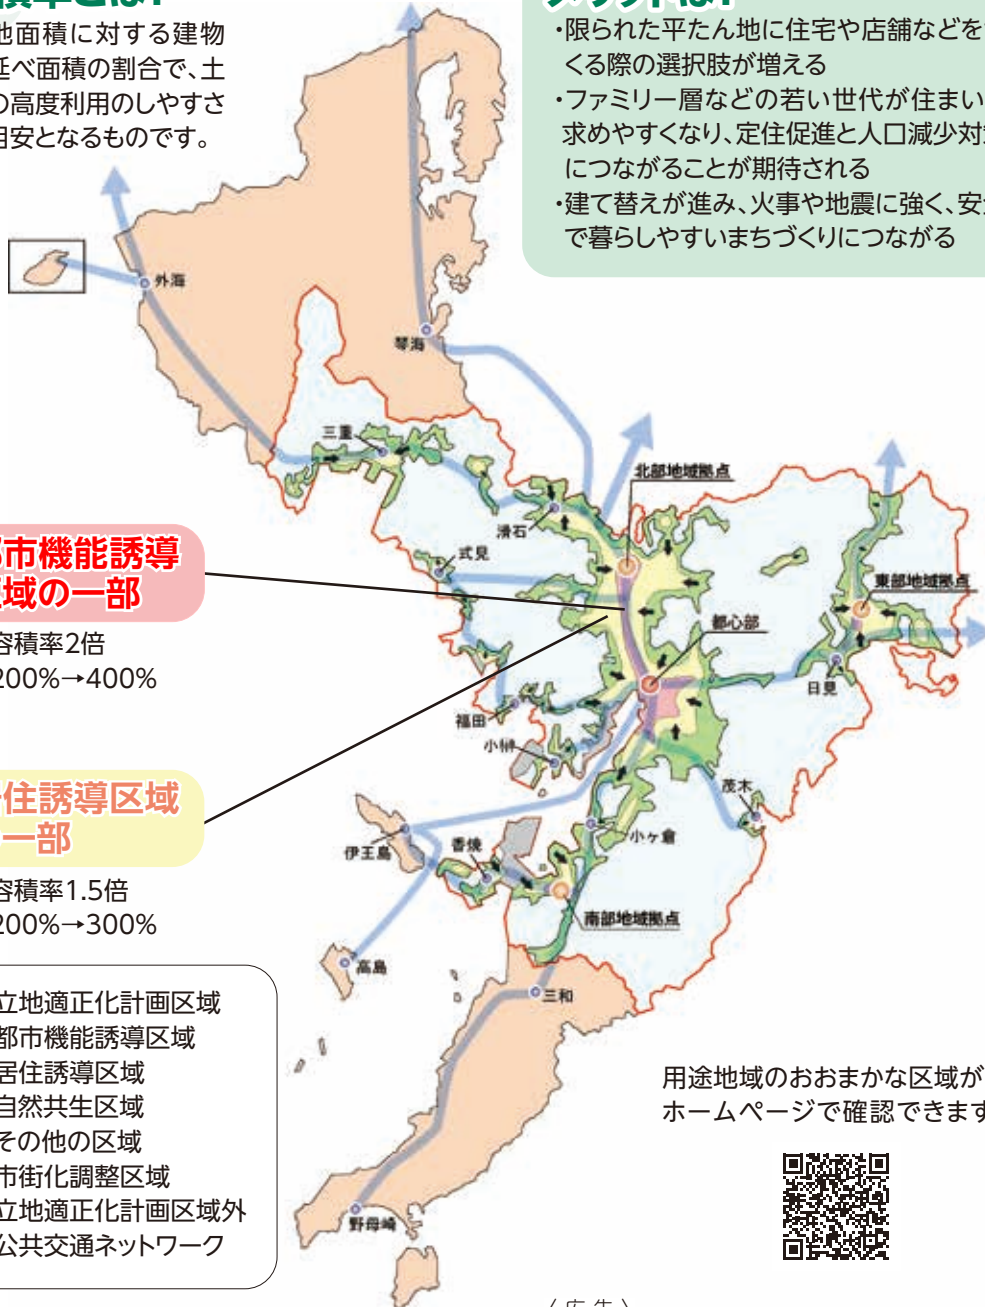 積率とは?
地面積に対する建物
延べ面積の割合で、土
の高度利用のしやすさ
目安となるものです。
メリットは?
・限られた平たん地に住宅や店舗などを
くる際の選択肢が増える
・ファミリー層などの若い世代が住まい
求めやすくなり、定住促進と人口減少対
につながることが期待される
・建て替えが進み、火事や地震に強く、安
で暮らしやすいまちづくりにつながる
外海
琴海
三重
北部地域拠点
滑石
式見
東部地域拠点
都心部
日見
福田
小榊
茂木
伊王島
香焼
小ヶ倉
南部地域拠点
高島
三和
野母崎
市機能誘導
域の一部
容積率2倍
200%→400%
住誘導区域
一部
容積率1.5倍
200%→300%
立地適正化計画区域
都市機能誘導区域
居住誘導区域
自然共生区域
その他の区域
市街化調整区域
立地適正化計画区域外
公共交通ネットワーク
用途地域のおおまかな区域が
ホームページで確認できます